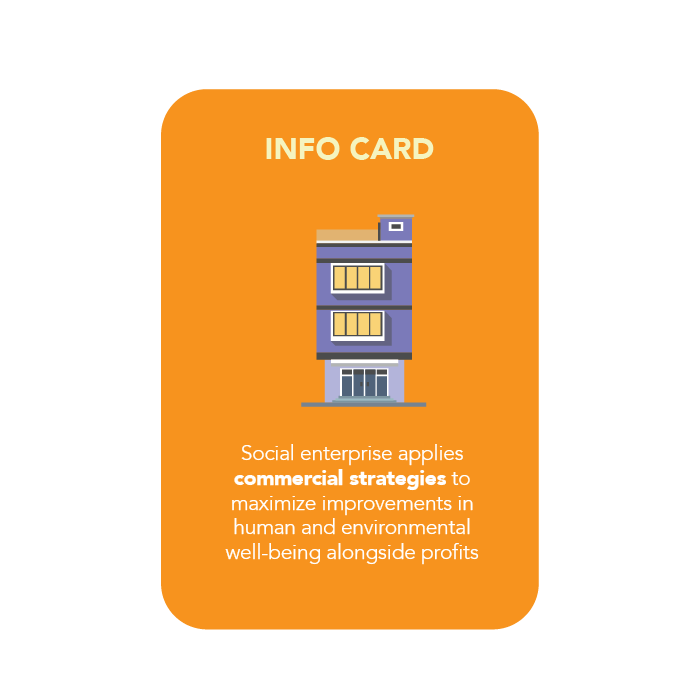 INFO CARD
Social enterprise applies
commercial strategies to
maximize improvements in
human and environmental
well-being alongside profits